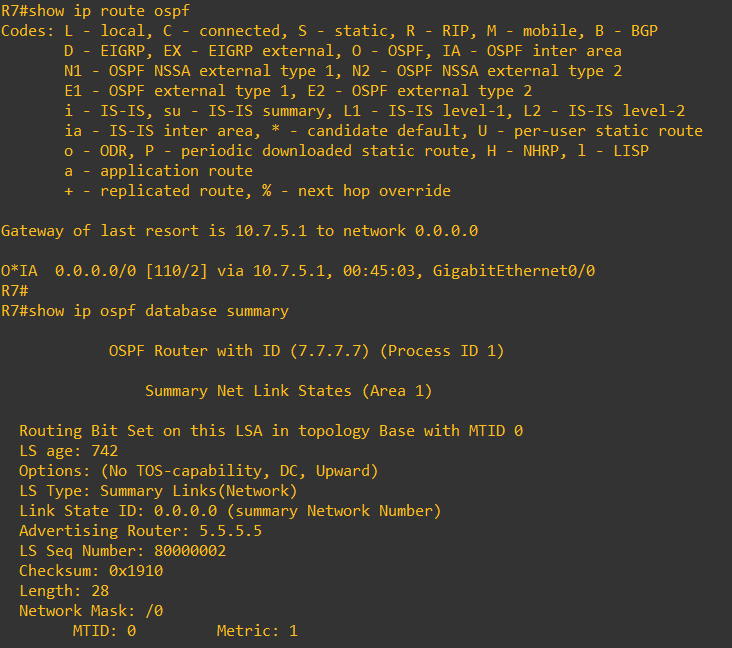 R7#show ip route ospf
Codes: L - local, C - connected, S - static, R - RIP, M - mobile, B - BGP
       D - EIGRP, EX - EIGRP external, O - OSPF, IA - OSPF inter area
       N1 - OSPF NSSA external type 1, N2 - OSPF NSSA external type 2
       E1 - OSPF external type 1, E2 - OSPF external type 2
       i - IS-IS, su - IS-IS summary, L1 - IS-IS level-1, L2 - IS-IS level-2
       ia - IS-IS inter area, * - candidate default, U - per-user static route
       o - ODR, P - periodic downloaded static route, H - NHRP, l - LISP
       a - application route
       + - replicated route, % - next hop override

Gateway of last resort is 10.7.5.1 to network 0.0.0.0

O*IA  0.0.0.0/0 [110/2] via 10.7.5.1, 00:45:03, GigabitEthernet0/0
R7#
R7#show ip ospf database summary

            OSPF Router with ID (7.7.7.7) (Process ID 1)

                Summary Net Link States (Area 1)

  Routing Bit Set on this LSA in topology Base with MTID 0
  LS age: 742
  Options: (No TOS-capability, DC, Upward)
  LS Type: Summary Links(Network)
  Link State ID: 0.0.0.0 (summary Network Number)
  Advertising Router: 5.5.5.5
  LS Seq Number: 80000002
  Checksum: 0x1910
  Length: 28
  Network Mask: /0
        MTID: 0         Metric: 1